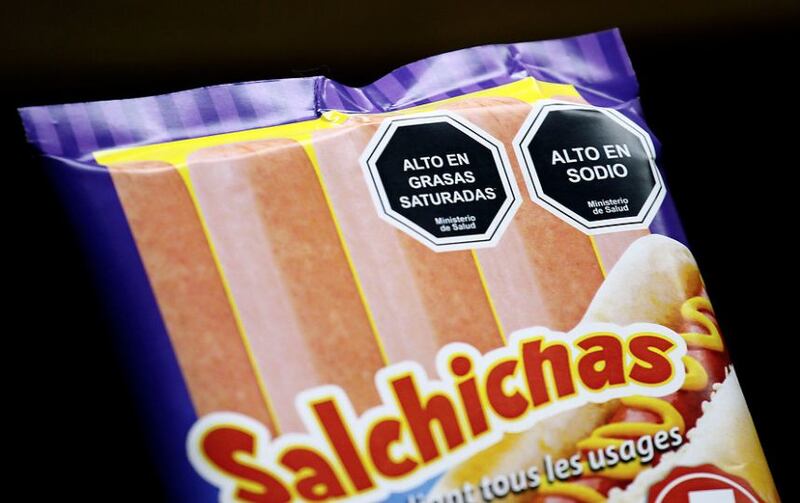 ALTO EN
GRASAS
SATURADAS
Ministerio
de Salud
ALTO EN
SODIO
Ministerio
de Salud
Salchichas
tous les usages